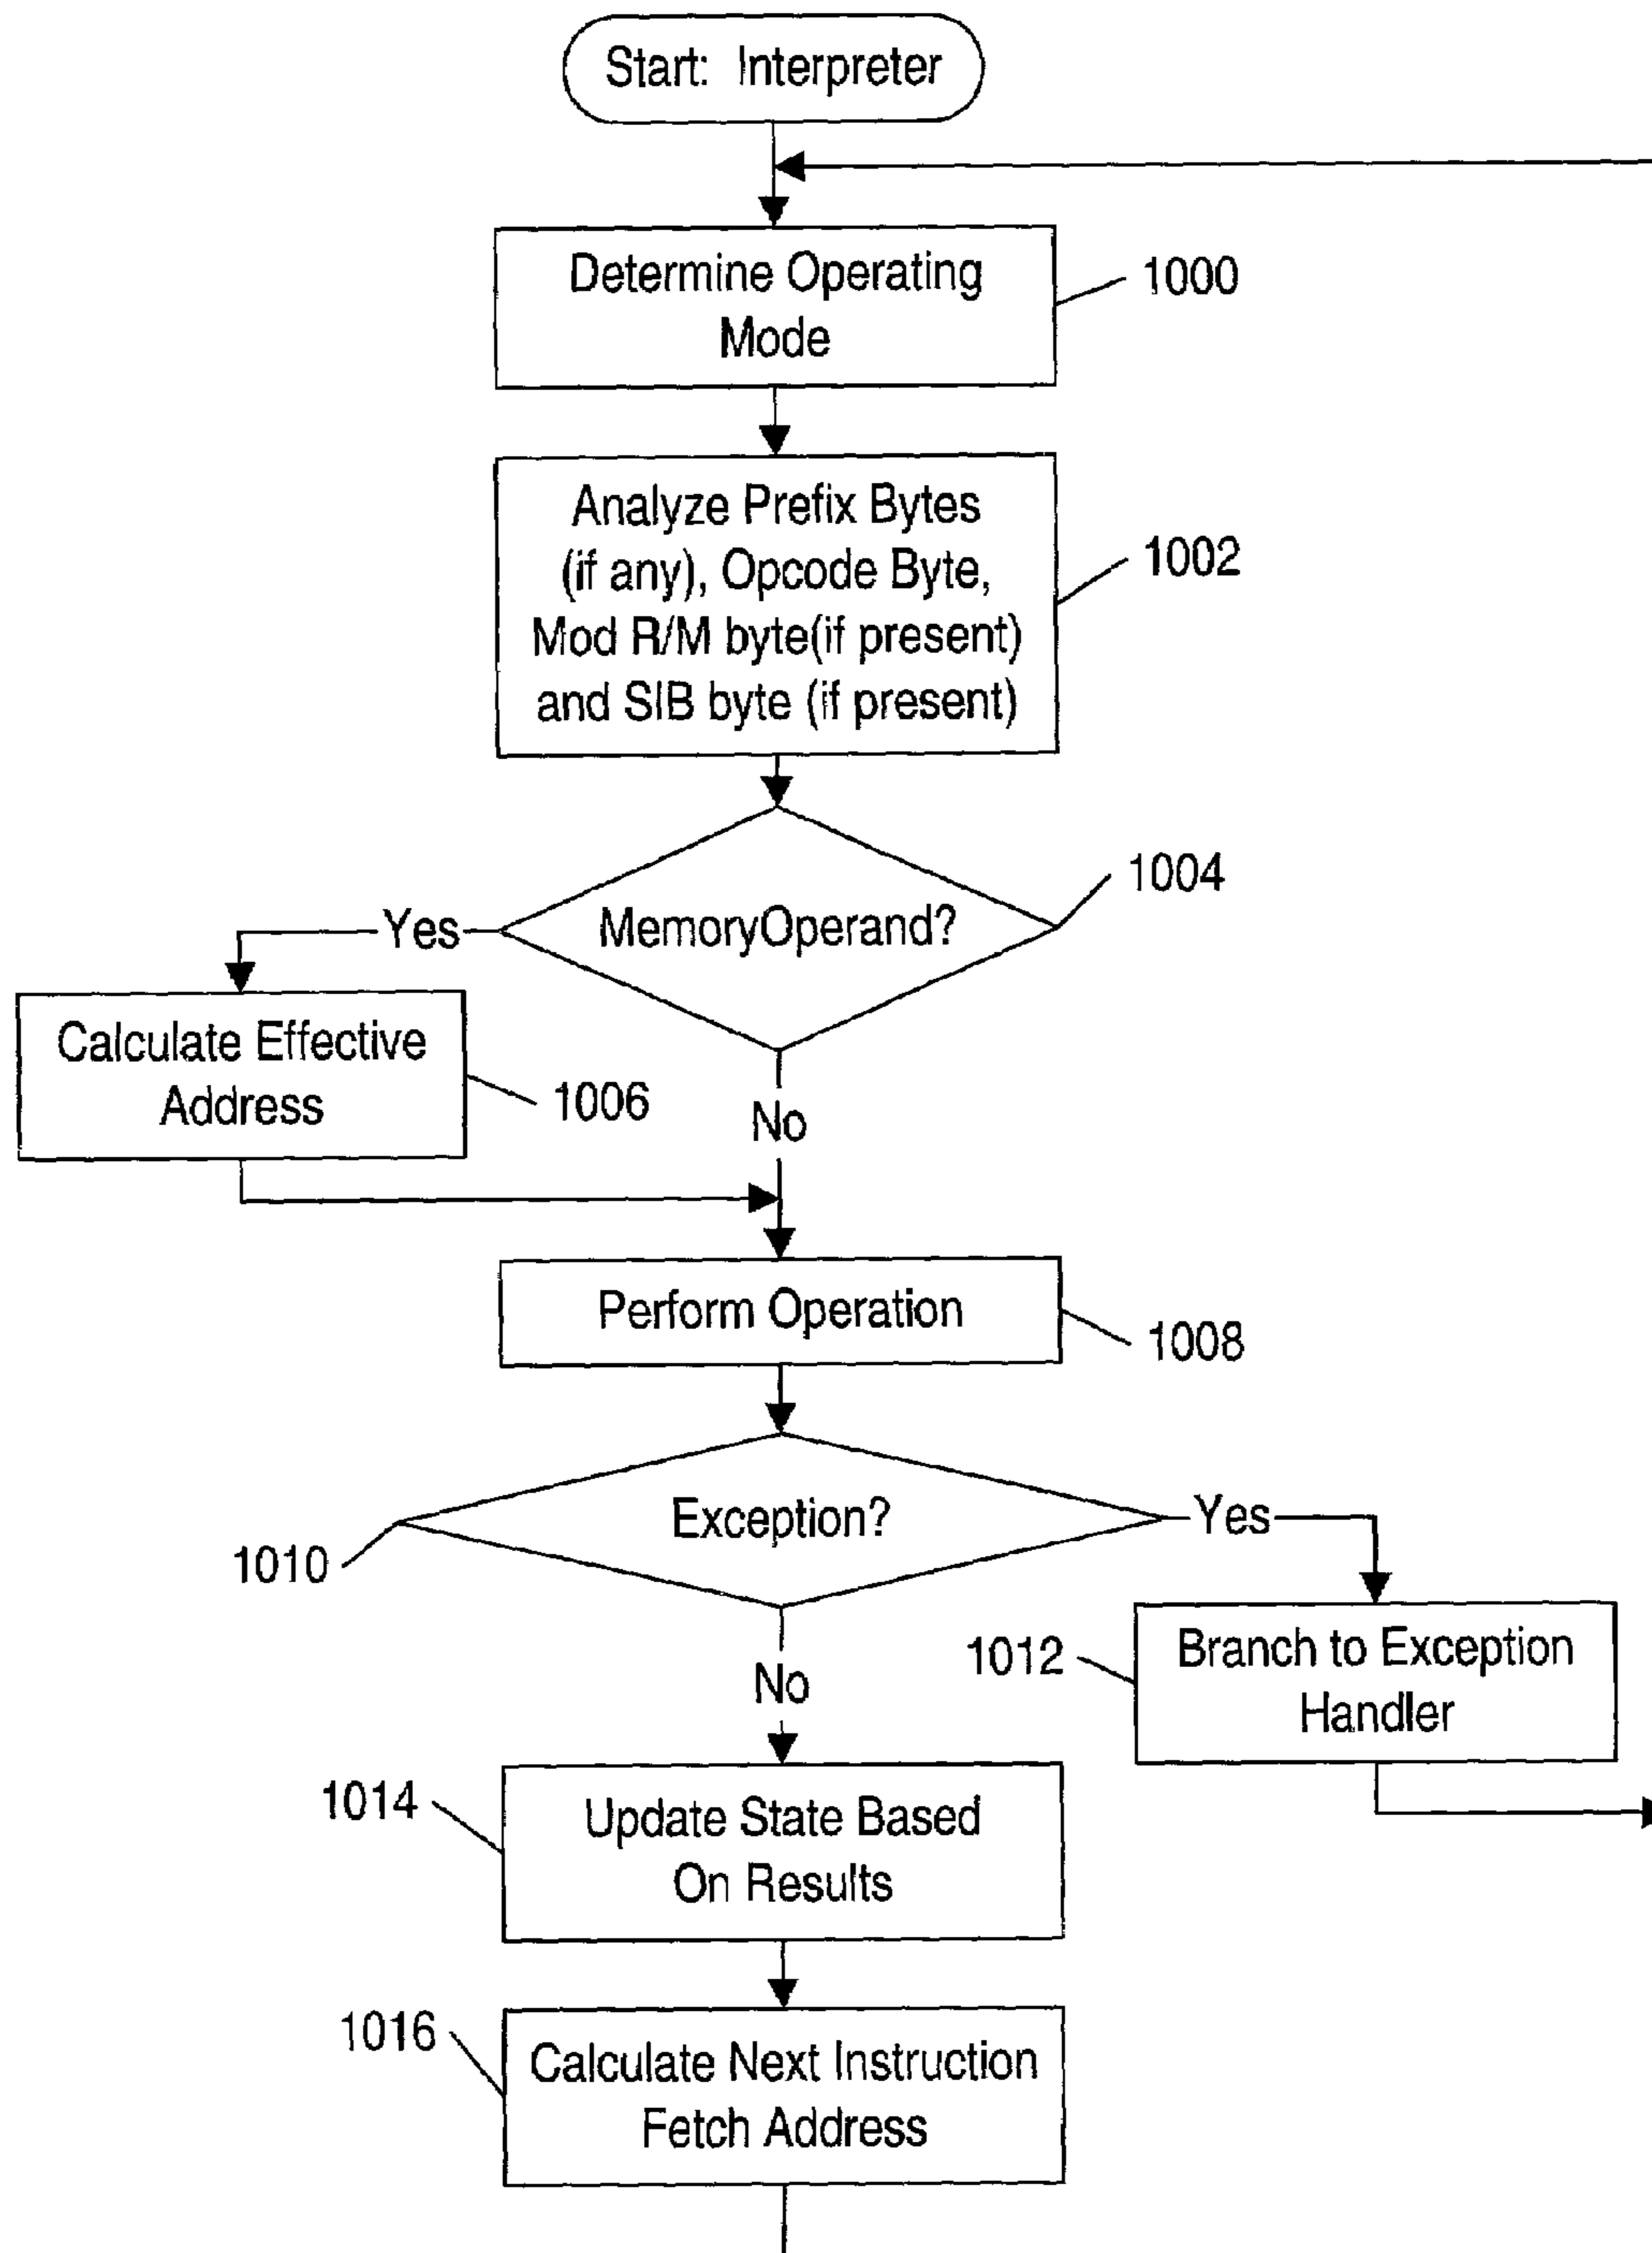 Start: Interpreter
Determine Operating
Mode
1000
Analyze Prefix Bytes
(if any), Opcode Byte,
Mod R/M byte(if present)
and SIB byte (if present)
1002
MemoryOperand?
1004
Yes
Calculate Effective
Address
1006
No
Perform Operation
1008
Exception?
1010
Yes
Branch to Exception
Handler
1012
No
Update State Based
On Results
1014
Calculate Next Instruction
Fetch Address
1016